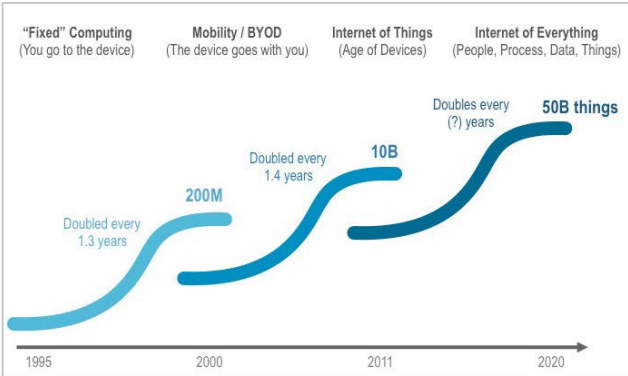 “Fixed” Computing
(You go to the device)
Mobility / BYOD
(The device goes with you)
Internet of Things
(Age of Devices)
Internet of Everything
(People, Process, Data, Things)
Doubles every
(?) years
50B things
Doubled every
1.4 years
10B
Doubled every
1.3 years
200M
1995
2000
2011
2020